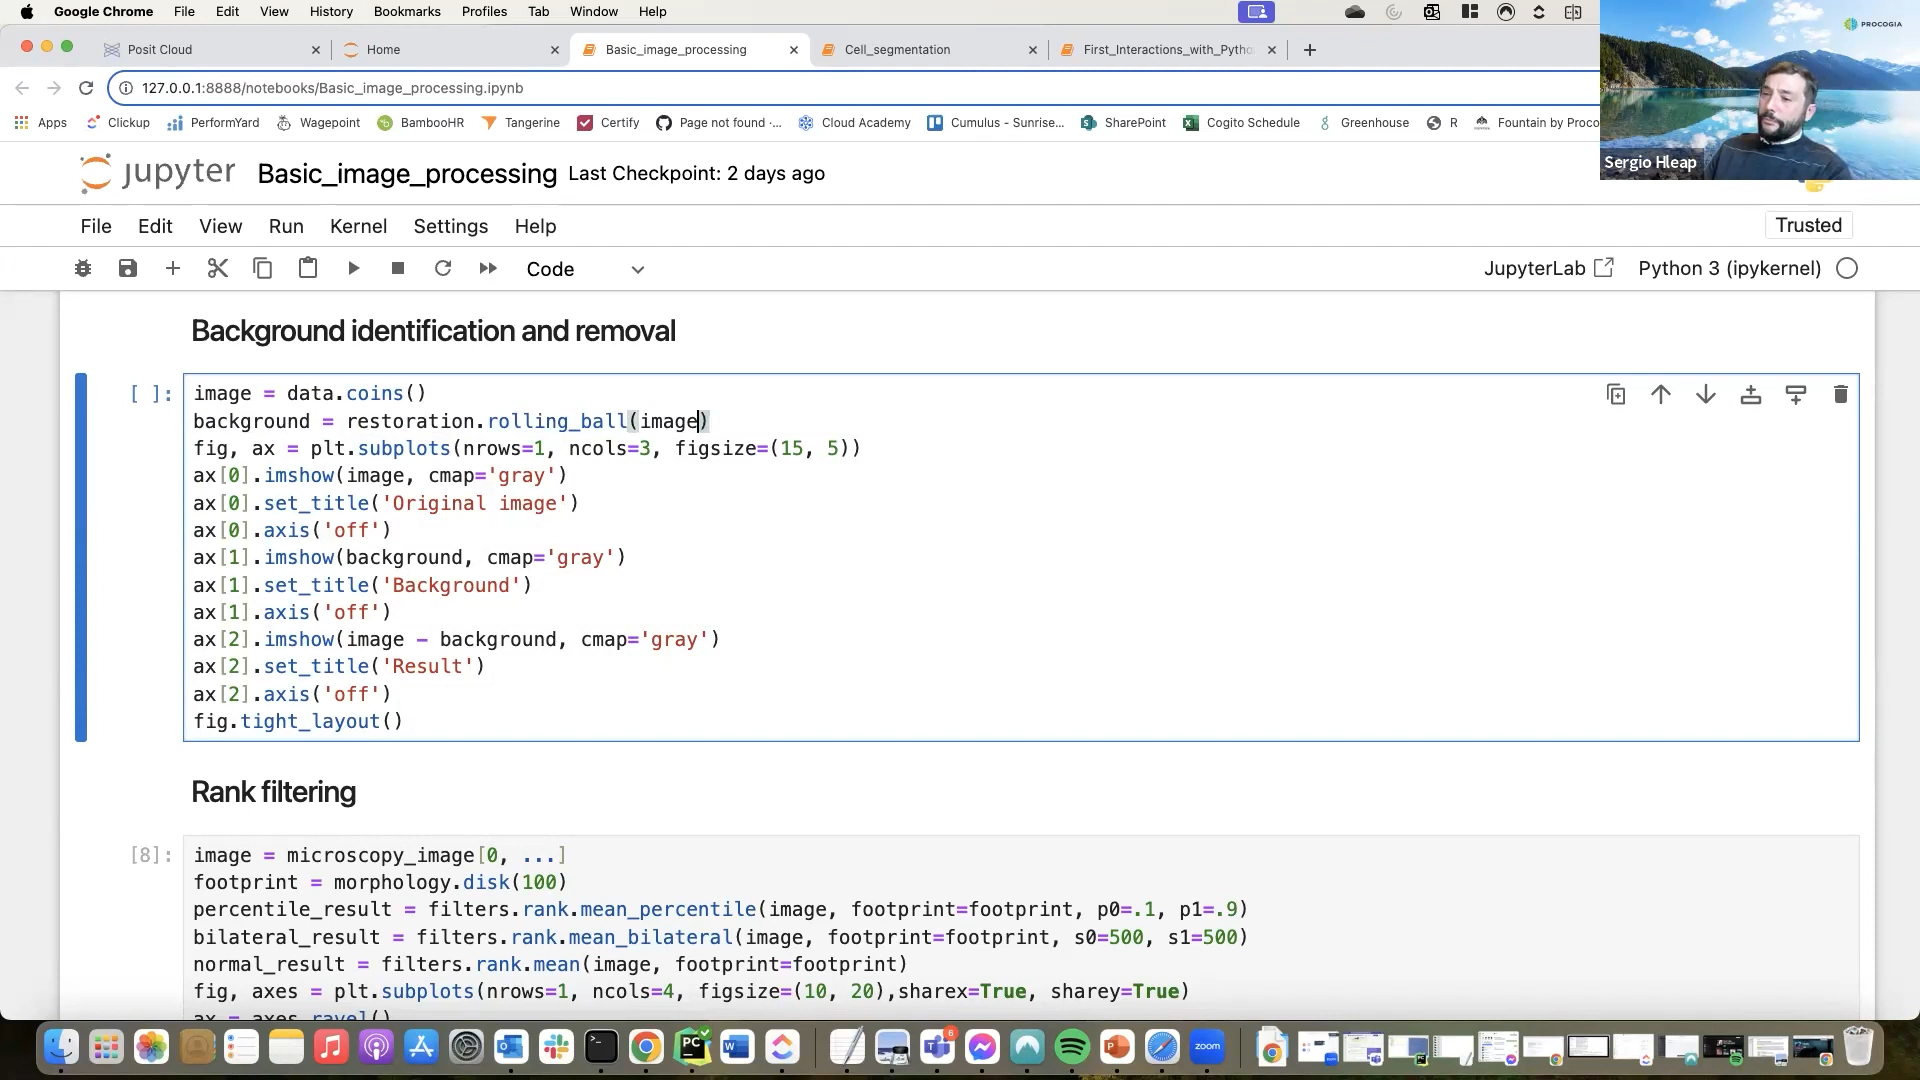 Google Chrome File Edit View History Bookmarks Profiles Tab Window Help
PROCOGIA
Posit Cloud Home Basic_image_processing Cell_segmentation First_Interactions_with_Pytho
127.0.0.1:8888/notebooks/Basic_image_processing.ipynb
Apps Clickup PerformYard Wagepoint BambooHR Tangerine Certify Page not found ·... Cloud Academy Cumulus - Sunrise... SharePoint Cogito Schedule Greenhouse R Fountain by Proco
Sergio Hleap
jupyter Basic_image_processing Last Checkpoint: 2 days ago
File Edit View Run Kernel Settings Help
Trusted
Code
JupyterLab Python 3 (ipykernel)
Background identification and removal
[ ]: image = data.coins()
background = restoration.rolling_ball(image)
fig, ax = plt.subplots(nrows=1, ncols=3, figsize=(15, 5))
ax[0].imshow(image, cmap='gray')
ax[0].set_title('Original image')
ax[0].axis('off')
ax[1].imshow(background, cmap='gray')
ax[1].set_title('Background')
ax[1].axis('off')
ax[2].imshow(image - background, cmap='gray')
ax[2].set_title('Result')
ax[2].axis('off')
fig.tight_layout()
Rank filtering
[8]: image = microscopy_image[0, ...]
footprint = morphology.disk(100)
percentile_result = filters.rank.mean_percentile(image, footprint=footprint, p0=.1, p1=.9)
bilateral_result = filters.rank.mean_bilateral(image, footprint=footprint, s0=500, s1=500)
normal_result = filters.rank.mean(image, footprint=footprint)
fig, axes = plt.subplots(nrows=1, ncols=4, figsize=(10, 20),sharex=True, sharey=True)
ax = axes.ravel()
PC
zoom